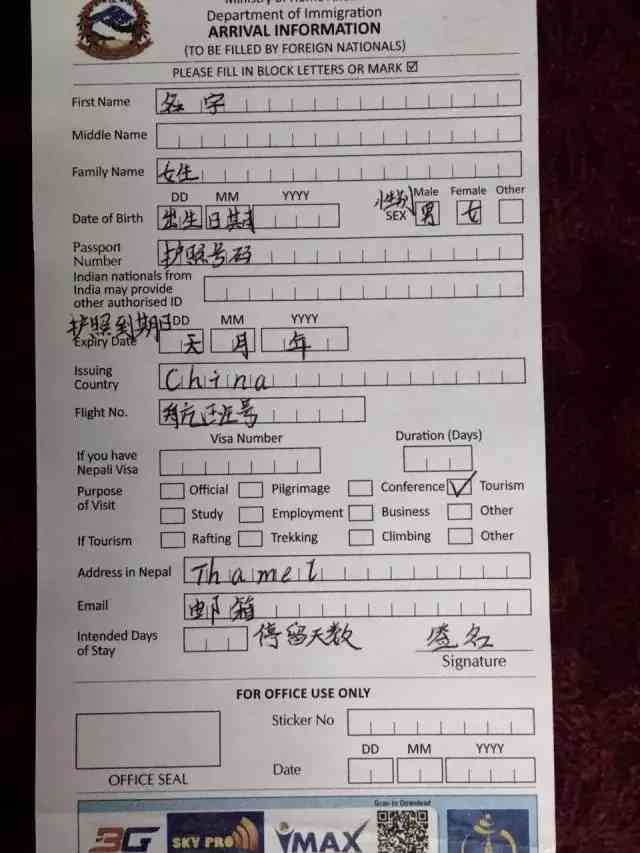 Department of Immigration
ARRIVAL INFORMATION
(TO BE FILLED BY FOREIGN NATIONALS)
PLEASE FILL IN BLOCK LETTERS OR MARK ☑
First Name 名字
Middle Name
Family Name 女生
DD MM YYYY 性别 Male Female Other
Date of Birth 出生日期 SEX 男 女
Passport
Number 护照号码
Indian nationals from
India may provide
other authorised ID
护照到期日 DD MM YYYY
Expiry Date 天 月 年
Issuing
Country China
Flight No. 号
Visa Number Duration (Days)
If you have
Nepali Visa
Purpose
of Visit
Official Pilgrimage Conference ✓ Tourism
Study Employment Business Other
If Tourism Rafting Trekking Climbing Other
Address in Nepal Thamel
Email 邮箱
Intended Days
of Stay 停留天数 签名
Signature
FOR OFFICE USE ONLY
Sticker No
DD MM YYYY
Date
OFFICE SEAL
Scan to Download
3G SKY PRO MAX